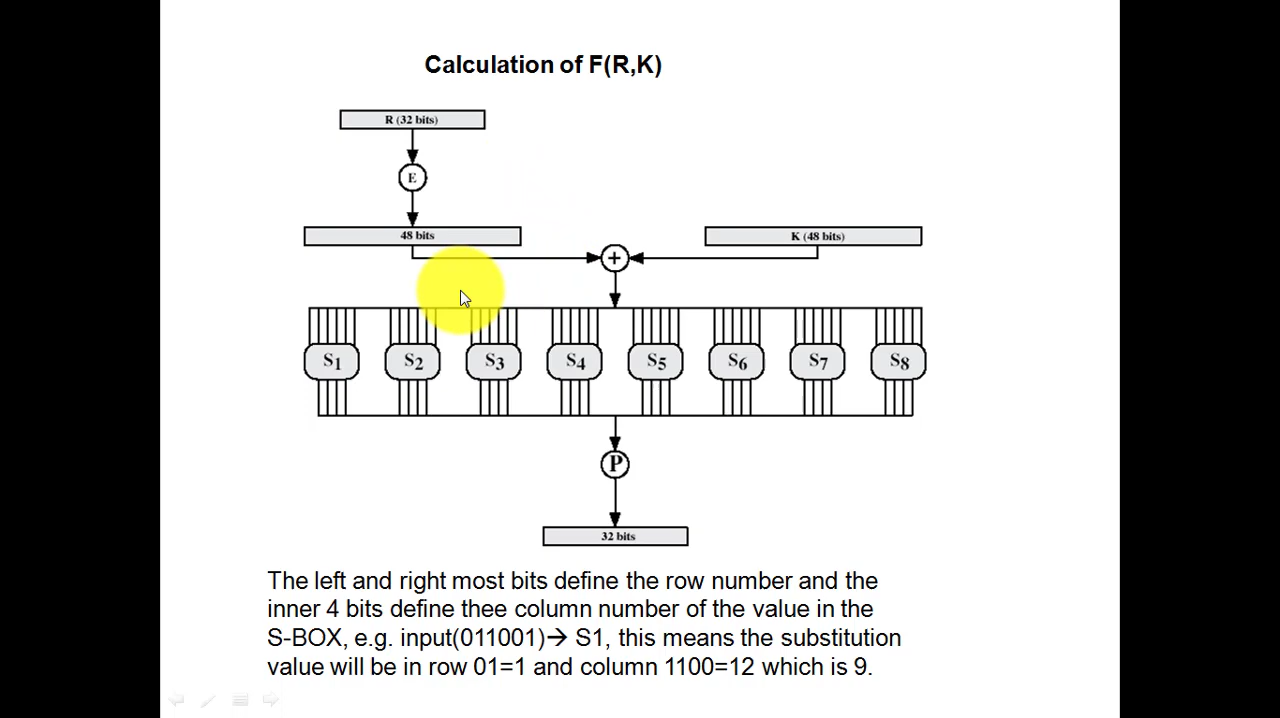 Calculation of F(R,K)
R (32 bits)
E
48 bits
K (48 bits)
+
S1 S2 S3 S4 S5 S6 S7 S8
P
32 bits
The left and right most bits define the row number and the
inner 4 bits define thee column number of the value in the
S-BOX, e.g. input(011001)→ S1, this means the substitution
value will be in row 01=1 and column 1100=12 which is 9.